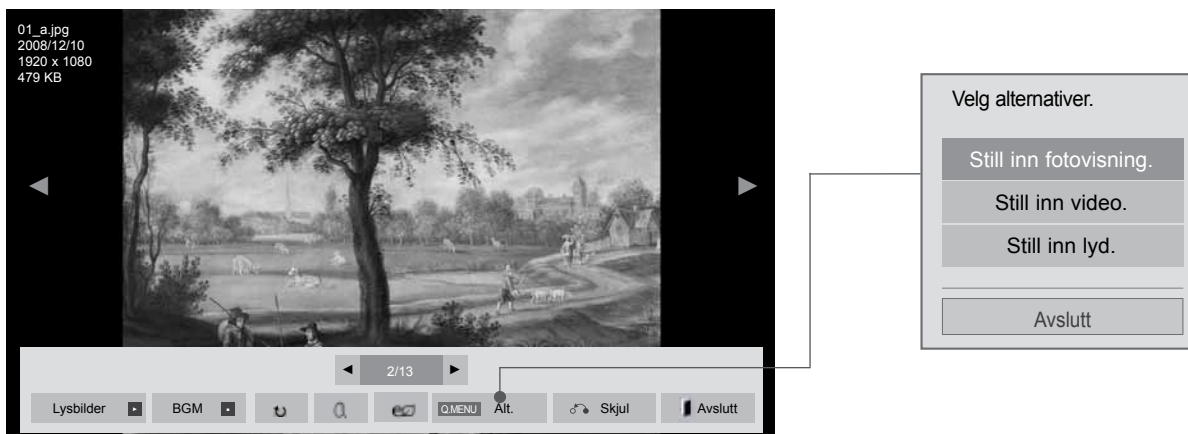 01_a.jpg
2008/12/10
1920 x 1080
479 KB
2/13
Lysbilder
BGM
Q.MENU Alt.
Skjul
Avslutt
Velg alternativer.
Still inn fotovisning.
Still inn video.
Still inn lyd.
Avslutt